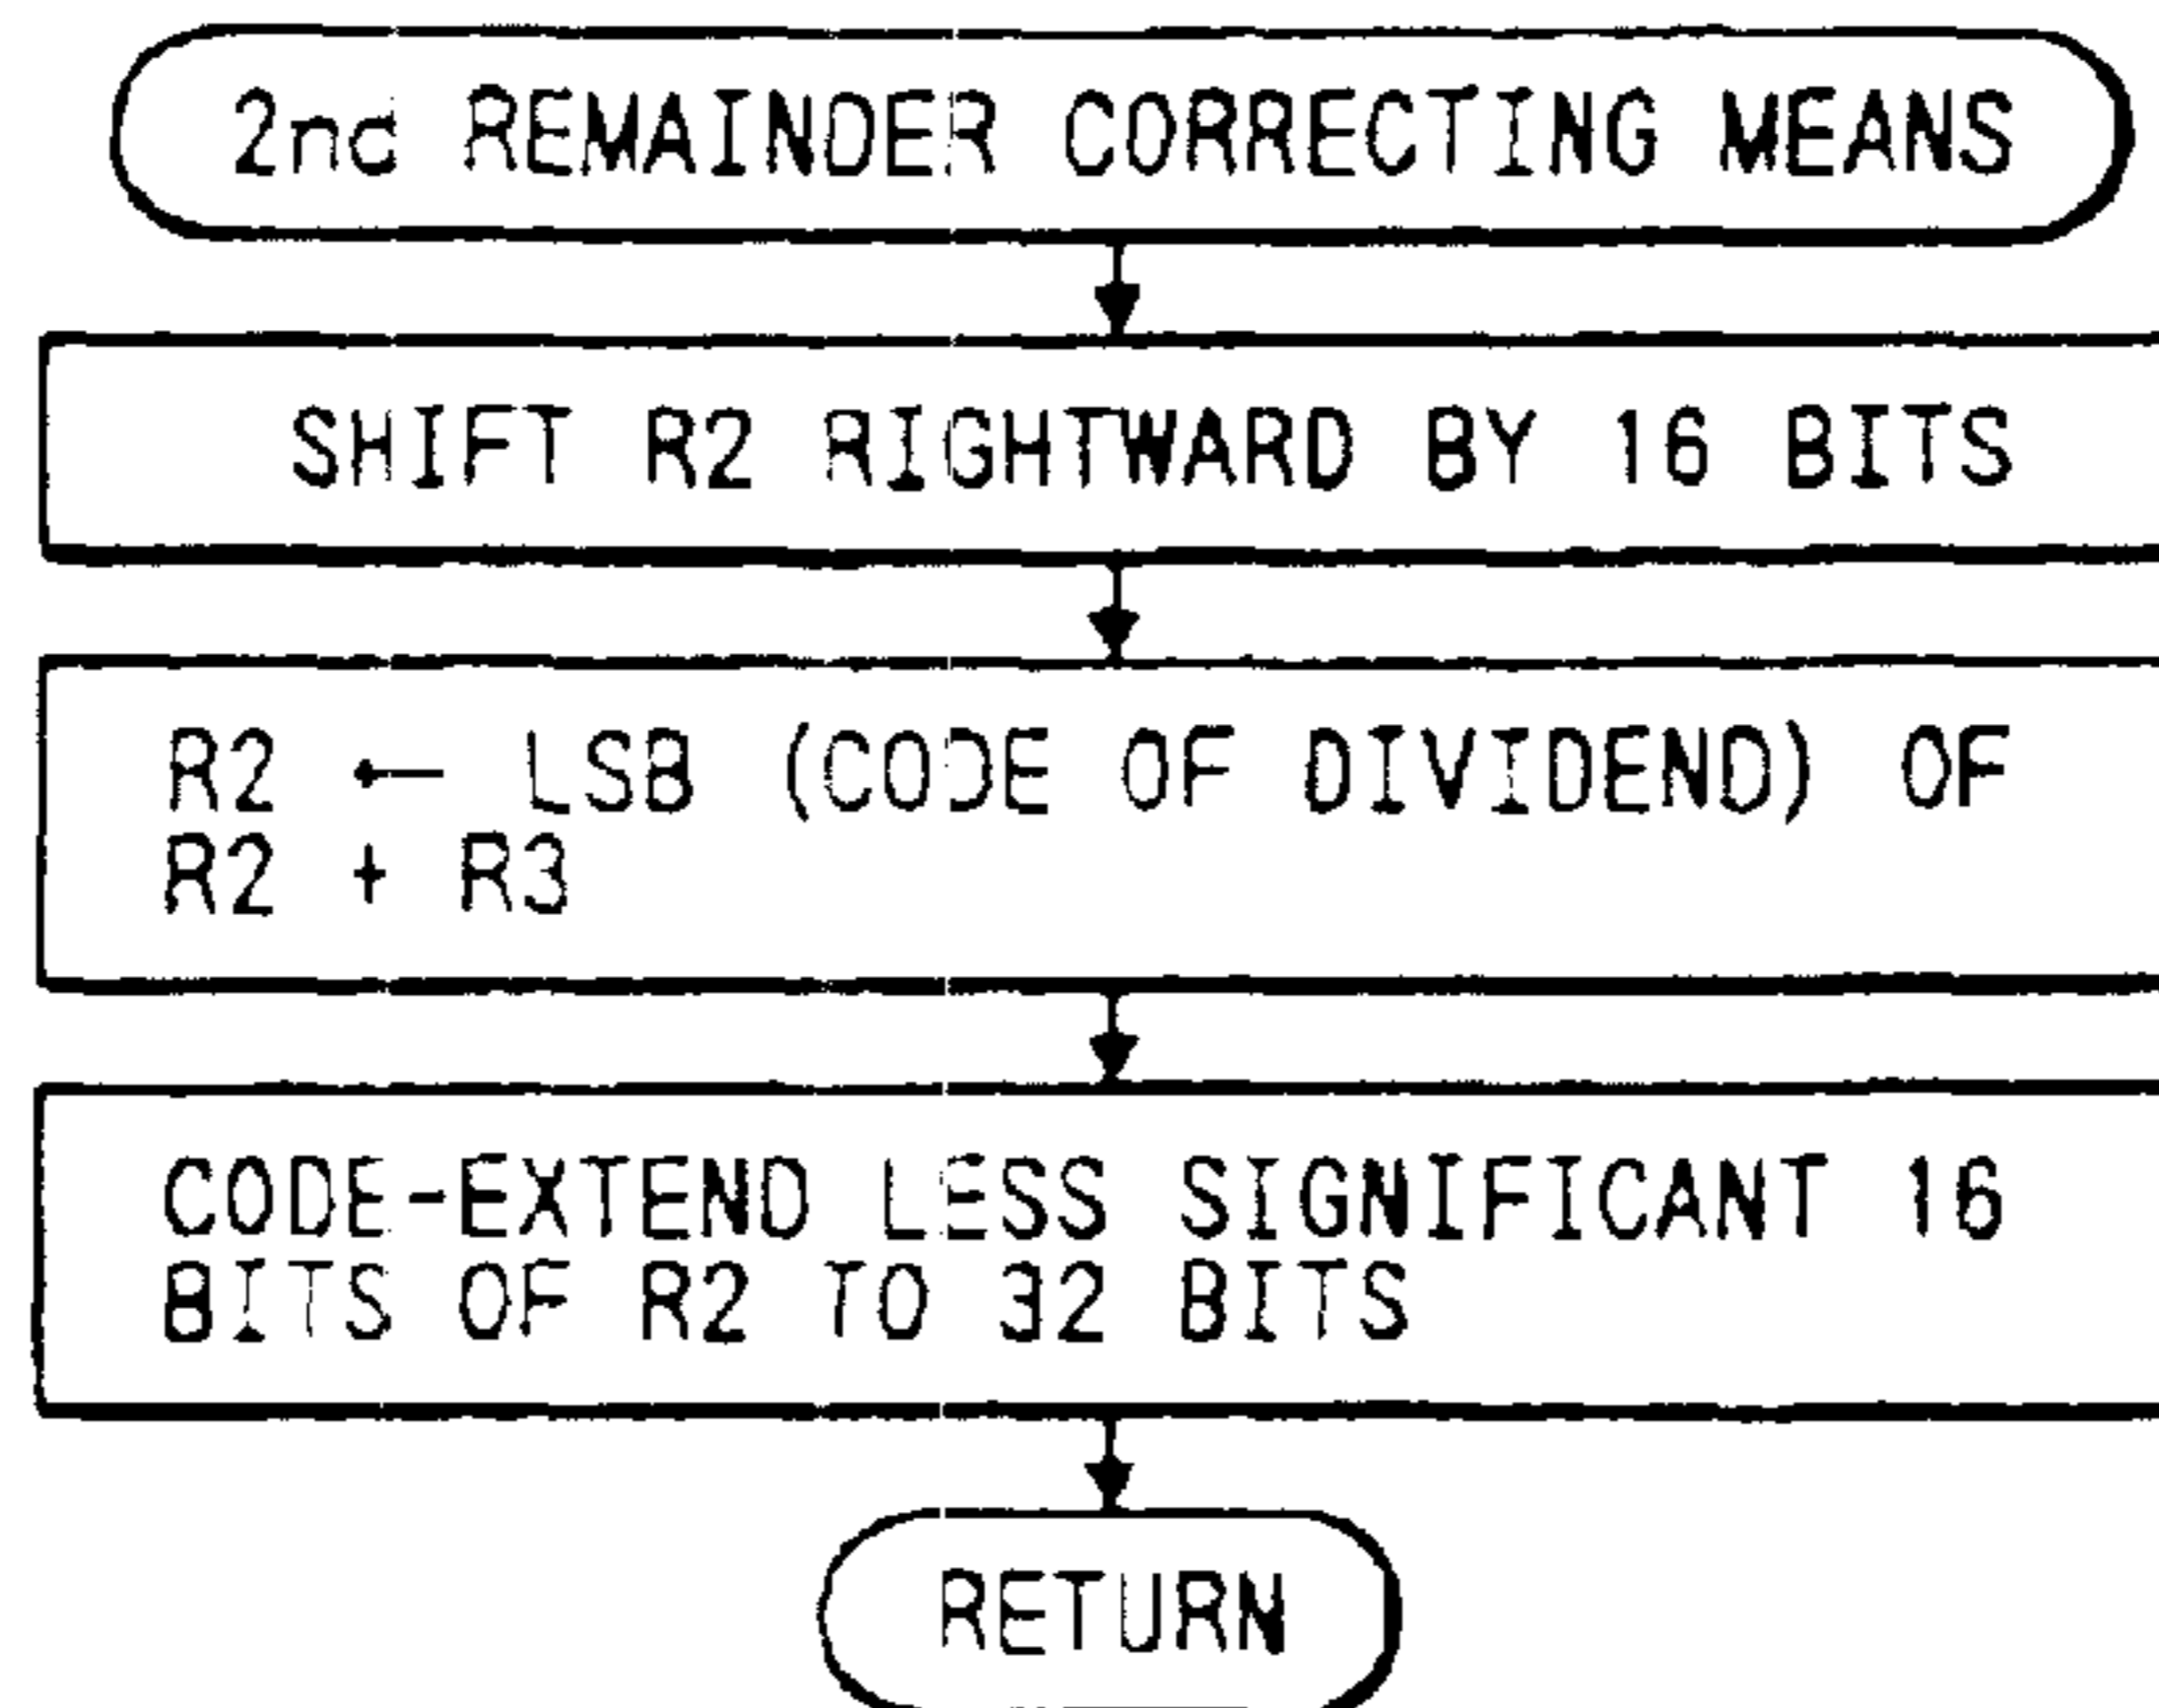 2nd REMAINDER CORRECTING MEANS
SHIFT R2 RIGHTWARD BY 16 BITS
R2 ← LSB (CODE OF DIVIDEND) OF
R2 + R3
CODE-EXTEND LESS SIGNIFICANT 16
BITS OF R2 TO 32 BITS
RETURN